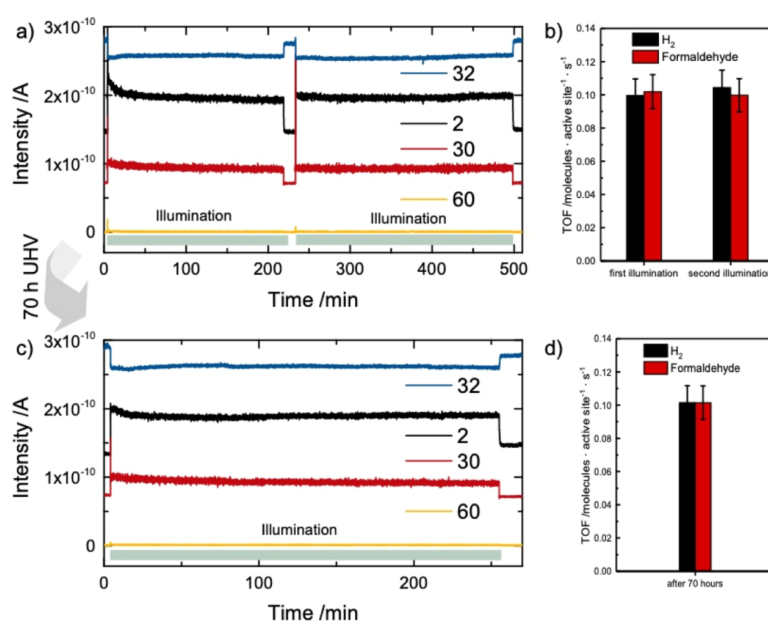 a)
Intensity /A
3x10⁻¹⁰
2x10⁻¹⁰
1x10⁻¹⁰
0
32
2
30
60
Illumination
Illumination
0 100 200 300 400 500
Time /min
b)
TOF /molecules · active site⁻¹ · s⁻¹
0.14
0.12
0.10
0.08
0.06
0.04
0.02
0.00
H₂
Formaldehyde
first illumination second illumination
70 h UHV
c)
Intensity /A
3x10⁻¹⁰
2x10⁻¹⁰
1x10⁻¹⁰
0
32
2
30
60
Illumination
0 100 200
Time /min
d)
TOF /molecules · active site⁻¹ · s⁻¹
0.14
0.12
0.10
0.08
0.06
0.04
0.02
0.00
H₂
Formaldehyde
after 70 hours